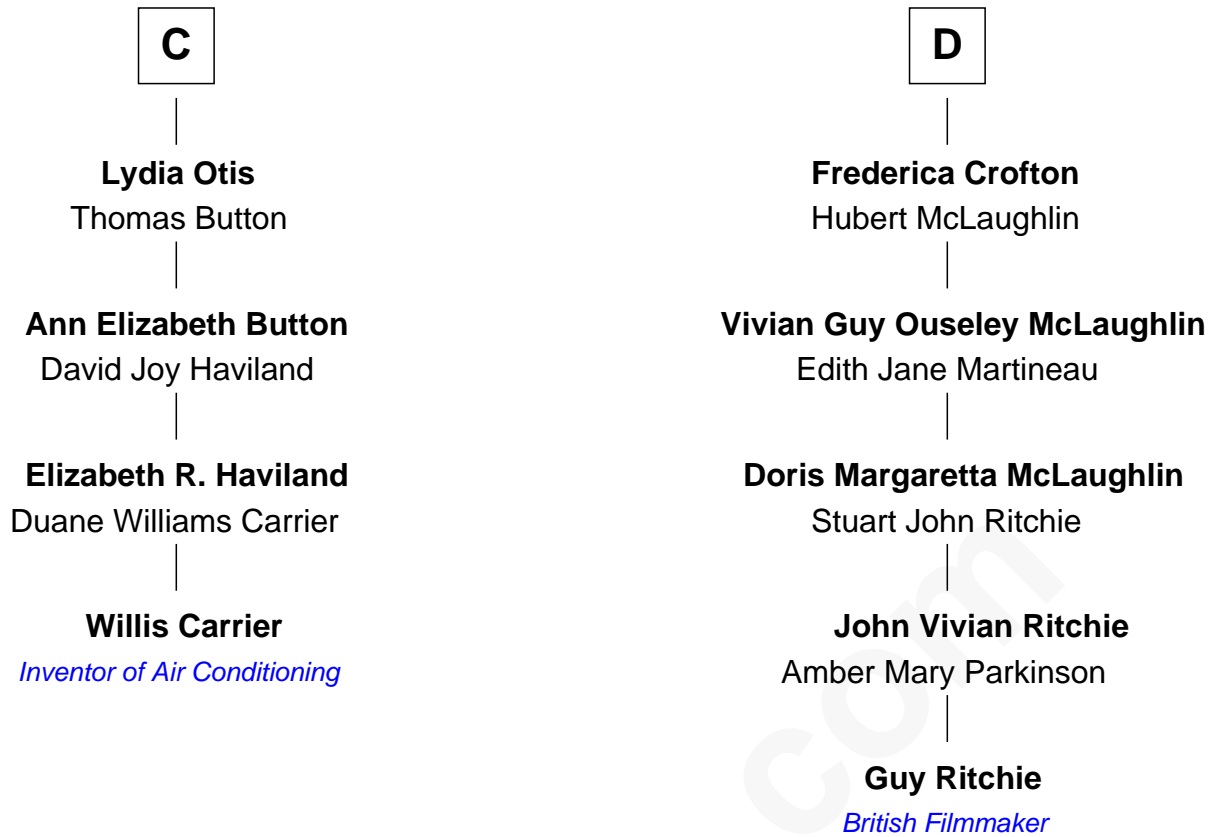 C
Lydia Otis
Thomas Button
Ann Elizabeth Button
David Joy Haviland
Elizabeth R. Haviland
Duane Williams Carrier
Willis Carrier
Inventor of Air Conditioning
D
Frederica Crofton
Hubert McLaughlin
Vivian Guy Ouseley McLaughlin
Edith Jane Martineau
Doris Margaretta McLaughlin
Stuart John Ritchie
John Vivian Ritchie
Amber Mary Parkinson
Guy Ritchie
British Filmmaker
com